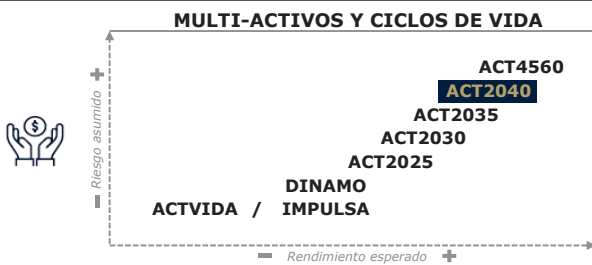 MULTI-ACTIVOS Y CICLOS DE VIDA
ACT4560
ACT2040
ACT2035
ACT2030
ACT2025
DINAMO
ACTVIDA / IMPULSA
Riesgo asumido
Rendimiento esperado
$